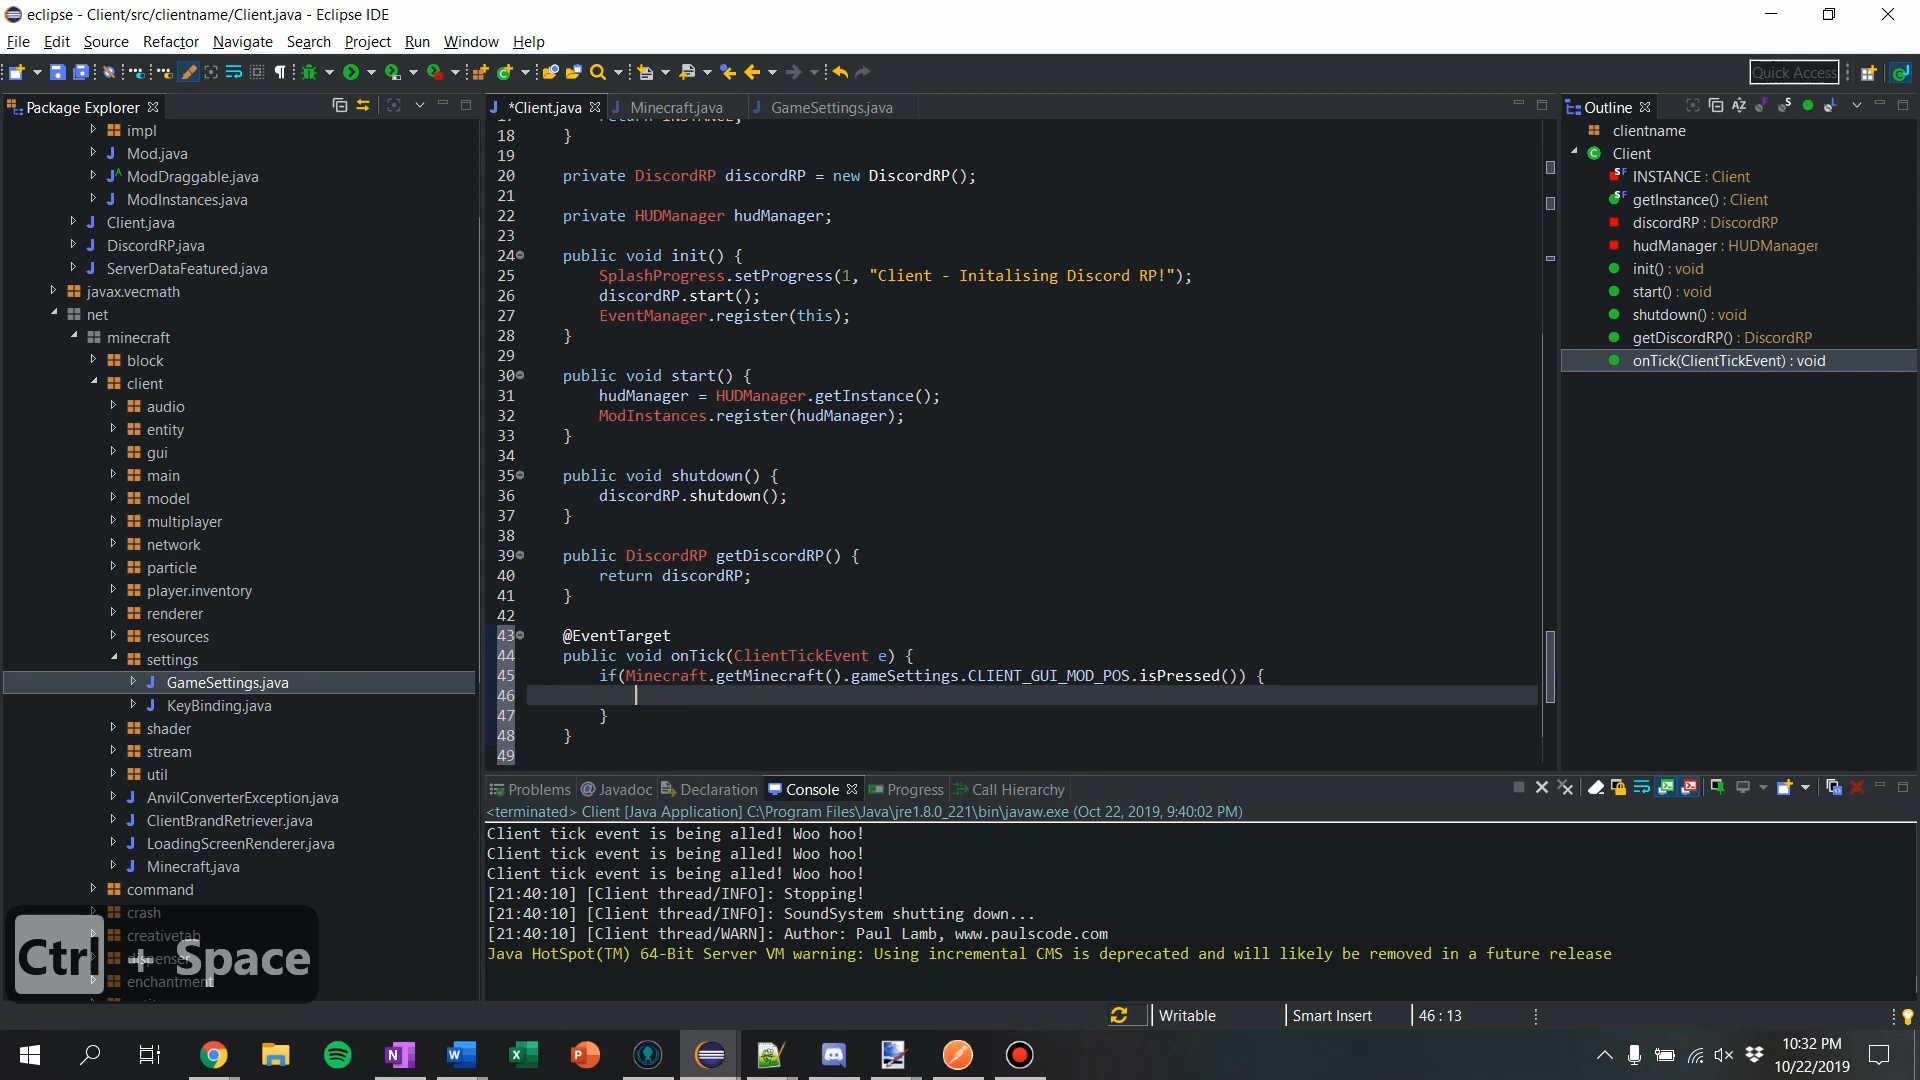 eclipse - Client/src/clientname/Client.java - Eclipse IDE
File Edit Source Refactor Navigate Search Project Run Window Help
Quick Access
Package Explorer
impl
Mod.java
ModDraggable.java
ModInstances.java
Client.java
DiscordRP.java
ServerDataFeatured.java
javax.vecmath
net
minecraft
block
client
audio
entity
gui
main
model
multiplayer
network
particle
player.inventory
renderer
resources
settings
GameSettings.java
KeyBinding.java
shader
stream
util
AnvilConverterException.java
ClientBrandRetriever.java
LoadingScreenRenderer.java
Minecraft.java
command
crash
creativetab
dispenser
enchantment
Ctrl + Space
*Client.java Minecraft.java GameSettings.java
17 return INSTANCE;
18 }
19
20 private DiscordRP discordRP = new DiscordRP();
21
22 private HUDManager hudManager;
23
24 public void init() {
25 SplashProgress.setProgress(1, "Client - Initalising Discord RP!");
26 discordRP.start();
27 EventManager.register(this);
28 }
29
30 public void start() {
31 hudManager = HUDManager.getInstance();
32 ModInstances.register(hudManager);
33 }
34
35 public void shutdown() {
36 discordRP.shutdown();
37 }
38
39 public DiscordRP getDiscordRP() {
40 return discordRP;
41 }
42
43 @EventTarget
44 public void onTick(ClientTickEvent e) {
45 if(Minecraft.getMinecraft().gameSettings.CLIENT_GUI_MOD_POS.isPressed()) {
46
47 }
48 }
49
Outline
clientname
Client
INSTANCE : Client
getInstance() : Client
discordRP : DiscordRP
hudManager : HUDManager
init() : void
start() : void
shutdown() : void
getDiscordRP() : DiscordRP
onTick(ClientTickEvent) : void
Problems Javadoc Declaration Console Progress Call Hierarchy
<terminated> Client [Java Application] C:\Program Files\Java\jre1.8.0_221\bin\javaw.exe (Oct 22, 2019, 9:40:02 PM)
Client tick event is being alled! Woo hoo!
Client tick event is being alled! Woo hoo!
Client tick event is being alled! Woo hoo!
[21:40:10] [Client thread/INFO]: Stopping!
[21:40:10] [Client thread/INFO]: SoundSystem shutting down...
[21:40:10] [Client thread/WARN]: Author: Paul Lamb, www.paulscode.com
Java HotSpot(TM) 64-Bit Server VM warning: Using incremental CMS is deprecated and will likely be removed in a future release
Writable Smart Insert 46 : 13
10:32 PM
10/22/2019